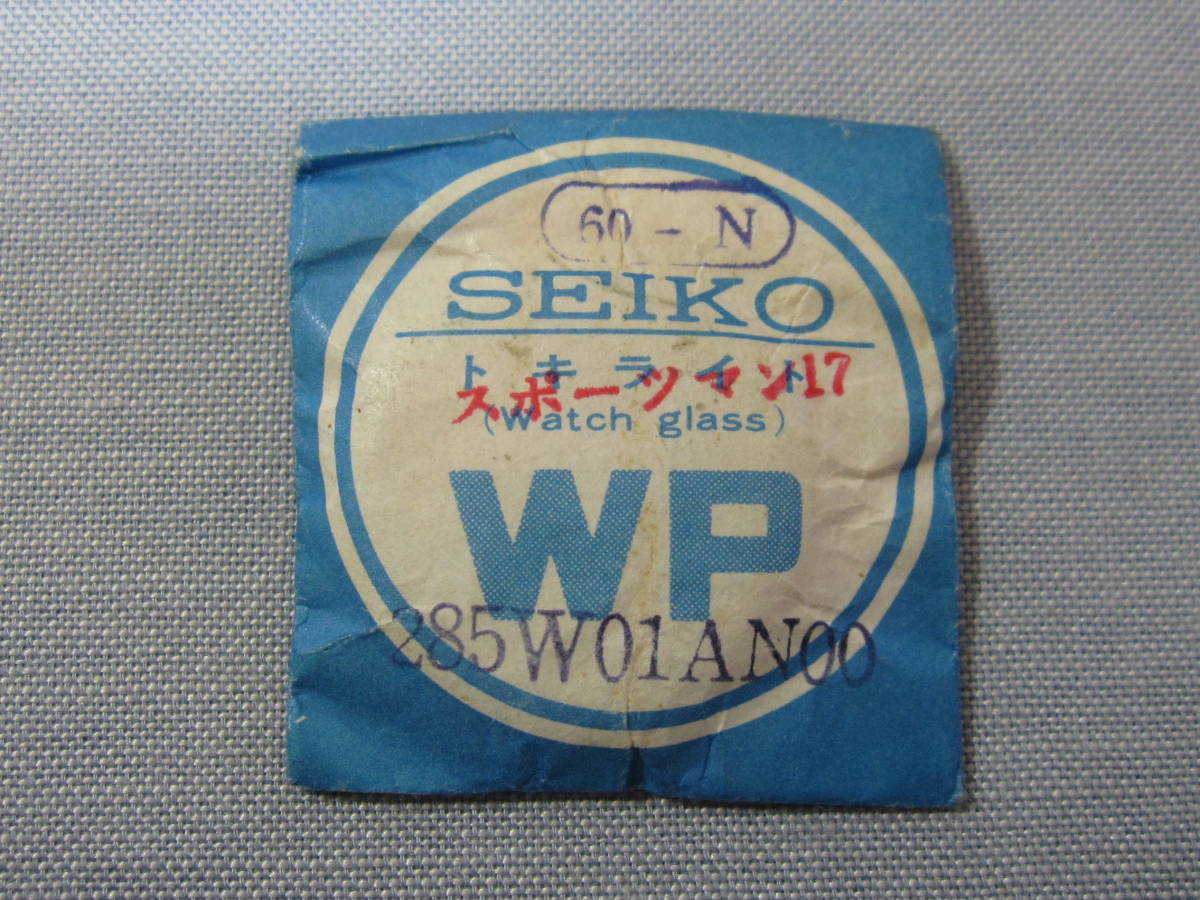 60 - N
SEIKO
トキライト
スポーツマン17
(Watch glass)
WP
285W01AN00